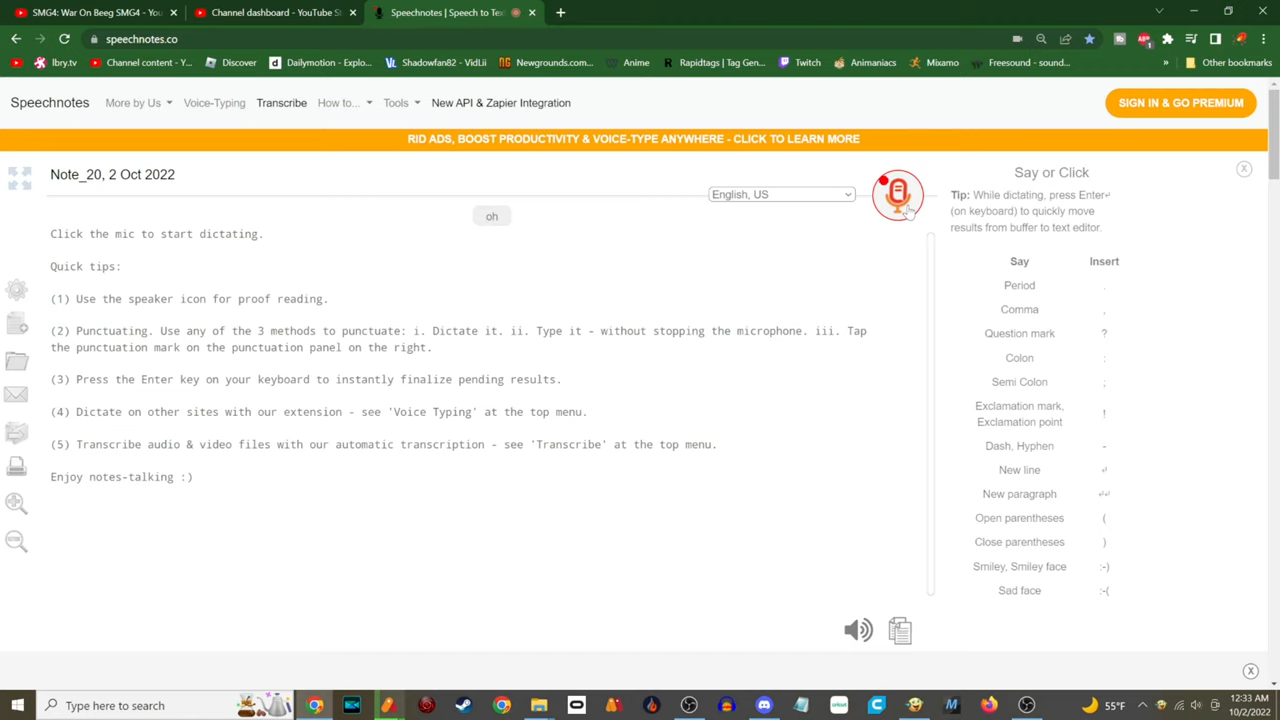 SMG4: War On Beeg SMG4 - You
Channel dashboard - YouTube St
Speechnotes | Speech to Tex
speechnotes.co
lbry.tv
Channel content - Y...
Discover
Dailymotion - Explo...
Shadowfan82 - VidLii
Newgrounds.com...
Anime
Rapidtags | Tag Gen...
Twitch
Animaniacs
Mixamo
Freesound - sound...
»
Other bookmarks
Speechnotes
More by Us
Voice-Typing
Transcribe
How to...
Tools
New API & Zapier Integration
SIGN IN & GO PREMIUM
RID ADS, BOOST PRODUCTIVITY & VOICE-TYPE ANYWHERE - CLICK TO LEARN MORE
Note_20, 2 Oct 2022
English, US
oh
Click the mic to start dictating.
Quick tips:
(1) Use the speaker icon for proof reading.
(2) Punctuating. Use any of the 3 methods to punctuate: i. Dictate it. ii. Type it - without stopping the microphone. iii. Tap
the punctuation mark on the punctuation panel on the right.
(3) Press the Enter key on your keyboard to instantly finalize pending results.
(4) Dictate on other sites with our extension - see 'Voice Typing' at the top menu.
(5) Transcribe audio & video files with our automatic transcription - see 'Transcribe' at the top menu.
Enjoy notes-talking :)
Say or Click
Tip: While dictating, press Enter↵
(on keyboard) to quickly move
results from buffer to text editor.
Say Insert
Period .
Comma ,
Question mark ?
Colon :
Semi Colon ;
Exclamation mark,
Exclamation point !
Dash, Hyphen -
New line ↵
New paragraph ↵↵
Open parentheses (
Close parentheses )
Smiley, Smiley face :-)
Sad face :-(
Type here to search
55°F
12:33 AM
10/2/2022